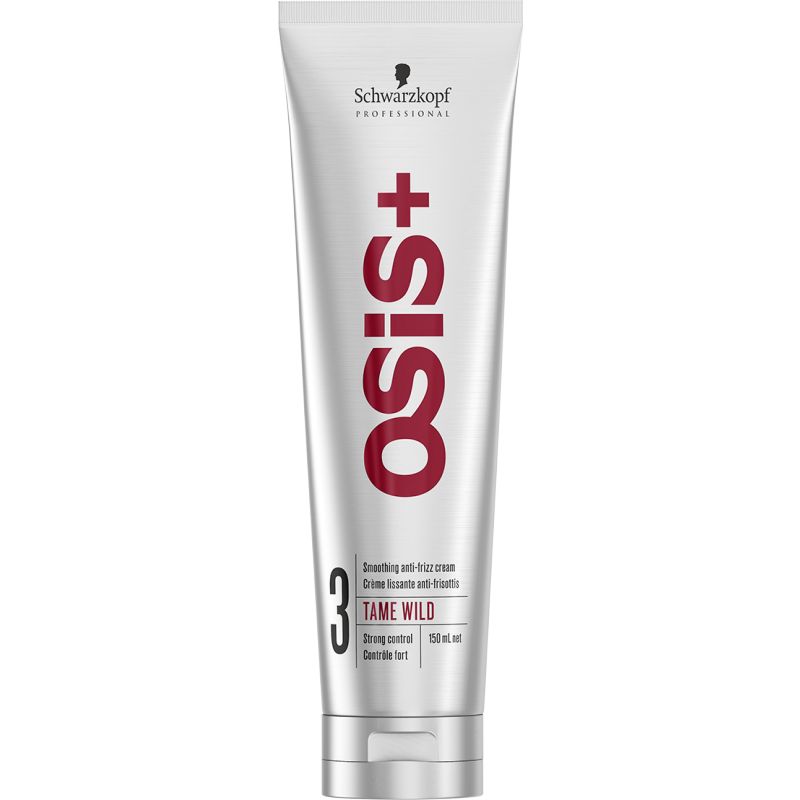 Schwarzkopf
PROFESSIONAL
OSiS+
3
Smoothing anti-frizz cream
Crème lissante anti-frisottis
TAME WILD
Strong control
Contrôle fort
150 mL net